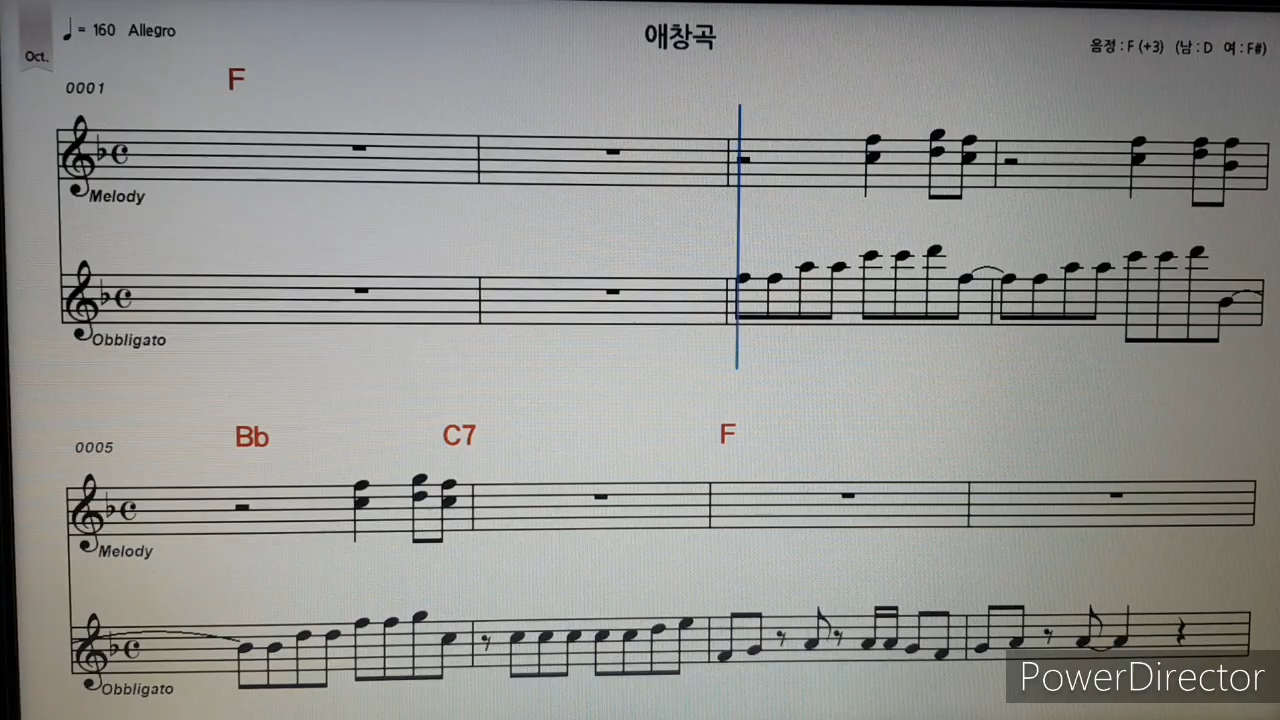 ♩ = 160 Allegro
애창곡
음정 : F (+3) (남 : D 여 : F#)
Oct.
0001
F
Melody
Obbligato
0005
Bb C7 F
Melody
Obbligato
PowerDirector